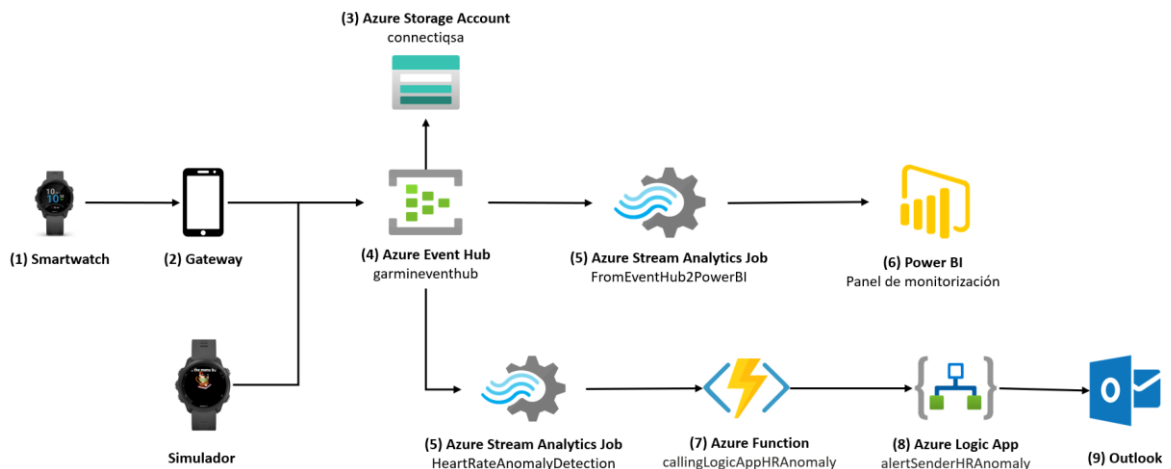 (3) Azure Storage Account
connectiqsa
(1) Smartwatch
(2) Gateway
(4) Azure Event Hub
garmineventhub
(5) Azure Stream Analytics Job
FromEventHub2PowerBI
(6) Power BI
Panel de monitorización
Simulador
(5) Azure Stream Analytics Job
HeartRateAnomalyDetection
(7) Azure Function
callingLogicAppHRAnomaly
(8) Azure Logic App
alertSenderHRAnomaly
(9) Outlook